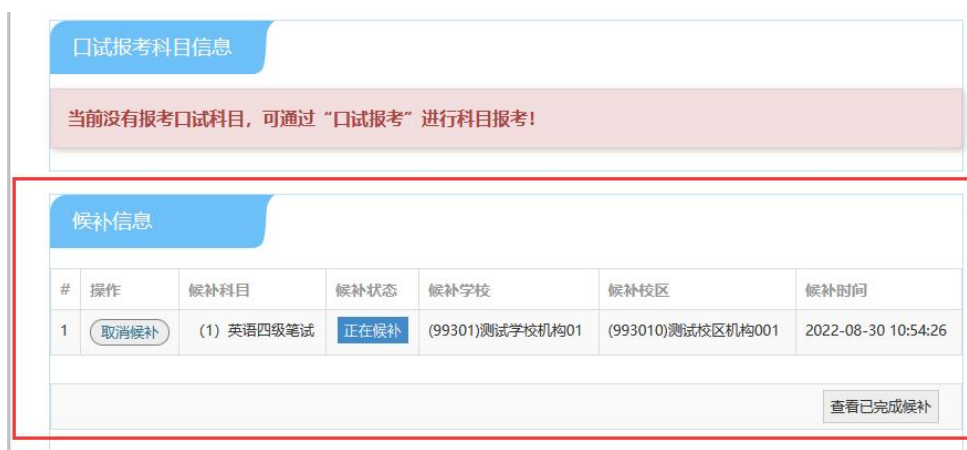 口试报考科目信息
当前没有报考口试科目，可通过“口试报考”进行科目报考！
候补信息
# 操作 候补科目 候补状态 候补学校 候补校区 候补时间
1 取消候补 (1) 英语四级笔试 正在候补 (99301)测试学校机构01 (993010)测试校区机构001 2022-08-30 10:54:26
查看已完成候补